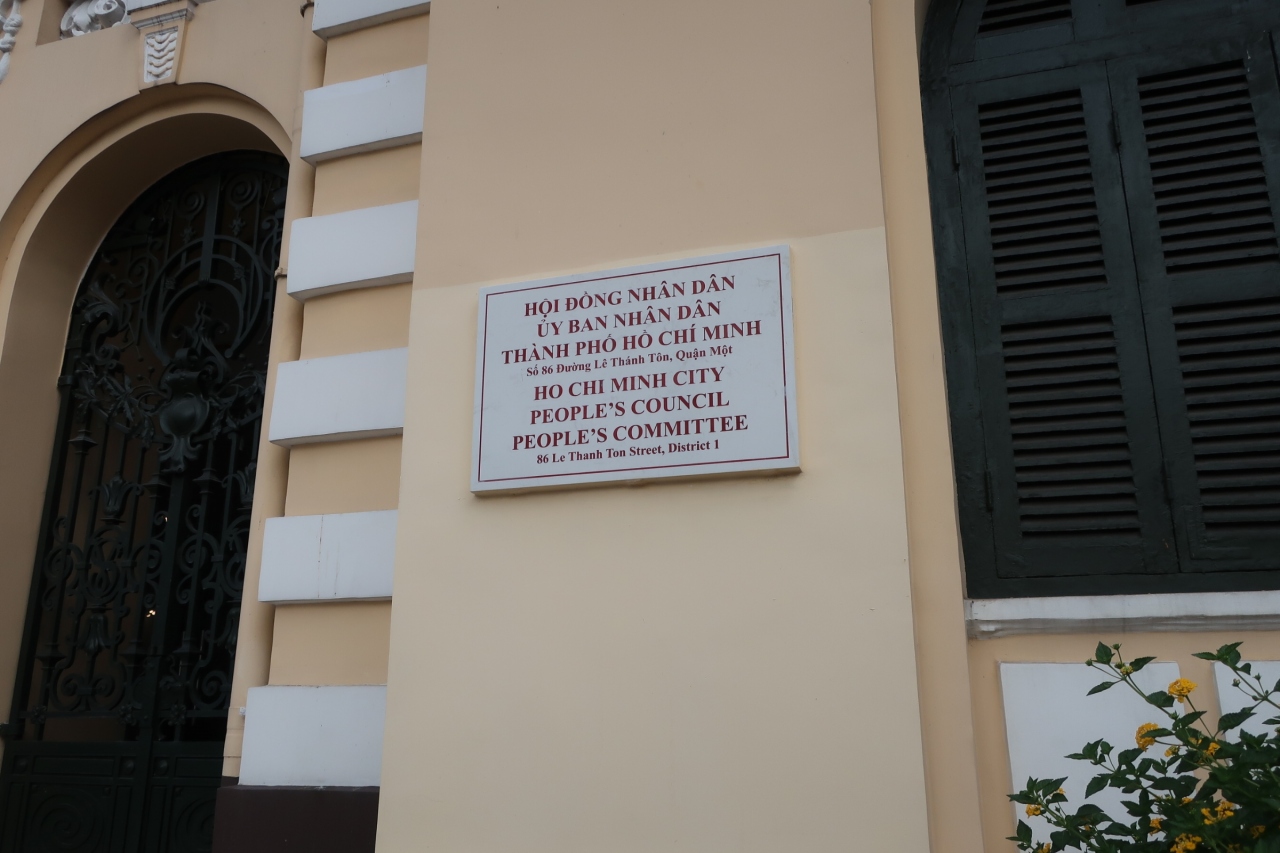 HỘI ĐỒNG NHÂN DÂN
ỦY BAN NHÂN DÂN
THÀNH PHỐ HỒ CHÍ MINH
Số 86 Đường Lê Thánh Tôn, Quận Một
HO CHI MINH CITY
PEOPLE'S COUNCIL
PEOPLE'S COMMITTEE
86 Le Thanh Ton Street, District 1